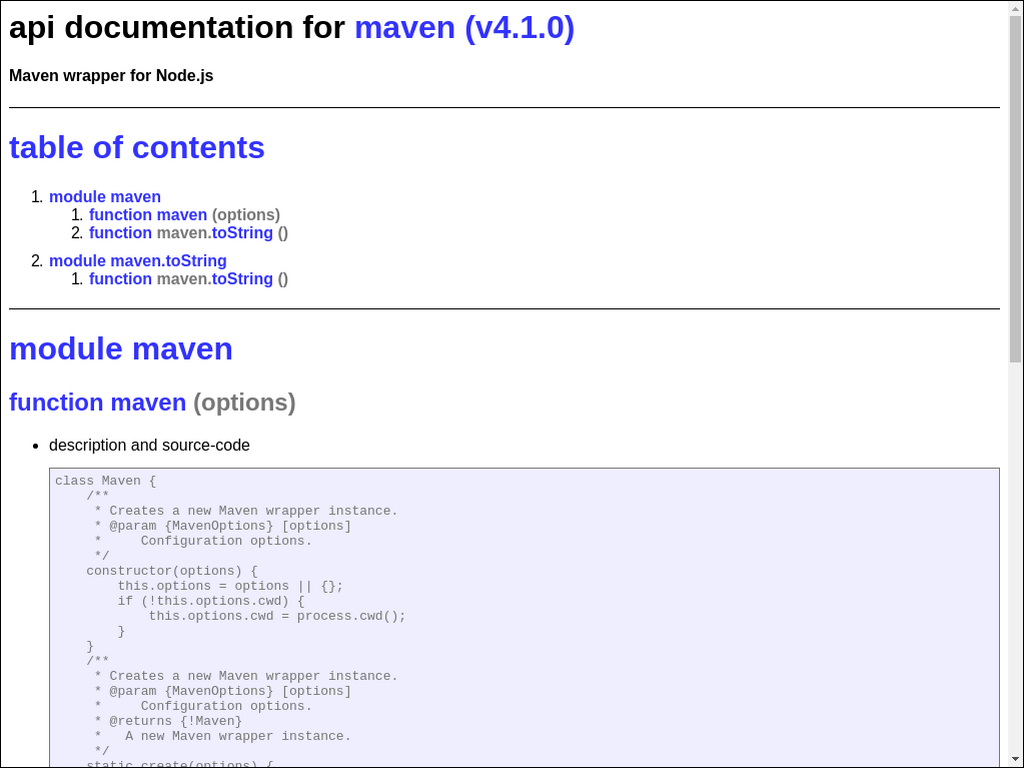 api documentation for maven (v4.1.0)
Maven wrapper for Node.js
table of contents
1. module maven
1. function maven (options)
2. function maven.toString ()
2. module maven.toString
1. function maven.toString ()
module maven
function maven (options)
• description and source-code
class Maven {
    /**
     * Creates a new Maven wrapper instance.
     * @param {MavenOptions} [options]
     *     Configuration options.
     */
    constructor(options) {
        this.options = options || {};
        if (!this.options.cwd) {
            this.options.cwd = process.cwd();
        }
    }
    /**
     * Creates a new Maven wrapper instance.
     * @param {MavenOptions} [options]
     *     Configuration options.
     * @returns {!Maven}
     *   A new Maven wrapper instance.
     */
    static create(options) {